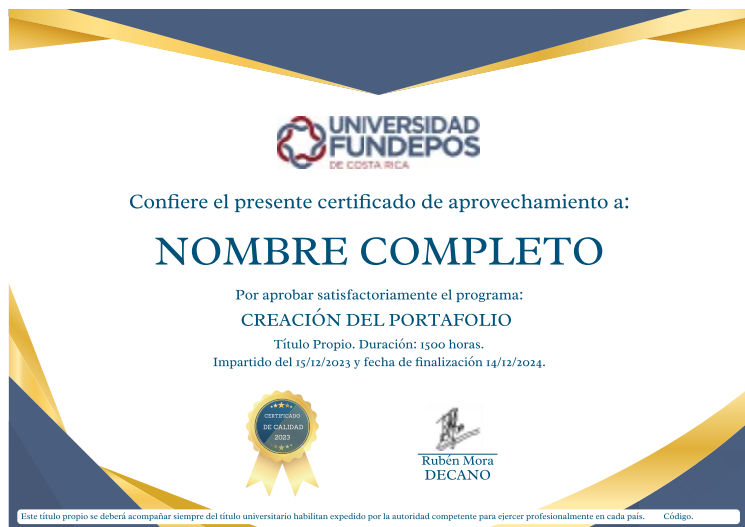 UNIVERSIDAD
FUNDEPOS
DE COSTA RICA
Confiere el presente certificado de aprovechamiento a:
NOMBRE COMPLETO
Por aprobar satisfactoriamente el programa:
CREACIÓN DEL PORTAFOLIO
Título Propio. Duración: 1500 horas.
Impartido del 15/12/2023 y fecha de finalización 14/12/2024.
CERTIFICADO
DE CALIDAD
2023
Rubén Mora
DECANO
Este título propio se deberá acompañar siempre del título universitario habilitan expedido por la autoridad competente para ejercer profesionalmente en cada país. Código.